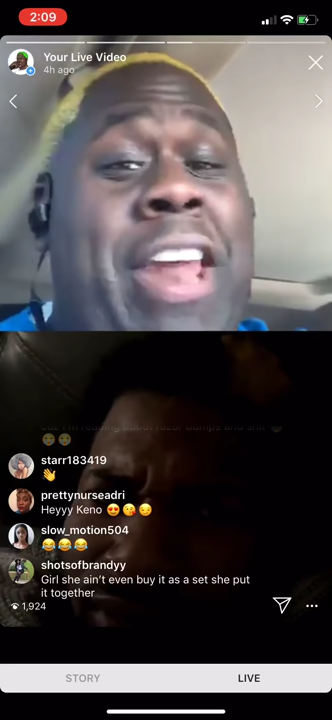 2:09
Your Live Video
4h ago
starr183419
👋
prettynurseadri
Heyyy Keno 😍😘😏
slow_motion504
😂😂😂
shotsofbrandyy
Girl she ain't even buy it as a set she put
it together
1,924
STORY
LIVE